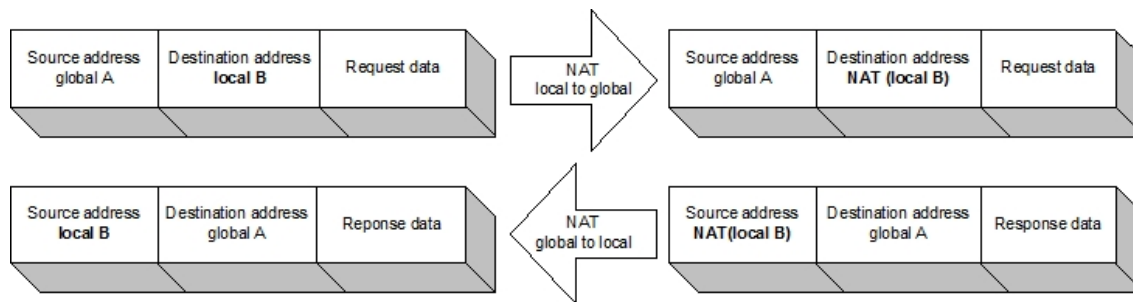 Source address
global A
Destination address
local B
Request data
NAT
local to global
Source address
global A
Destination address
NAT (local B)
Request data
Source address
local B
Destination address
global A
Reponse data
NAT
global to local
Source address
NAT(local B)
Destination address
global A
Response data